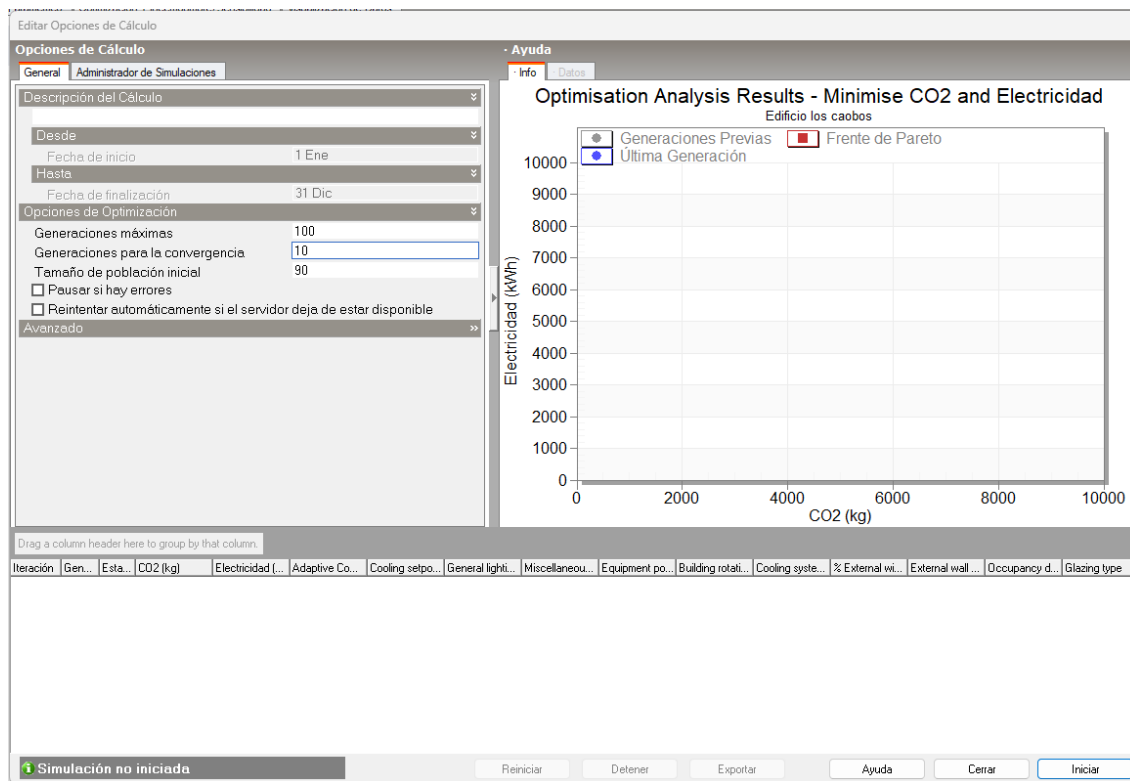 Editar Opciones de Cálculo
Opciones de Cálculo
General Administrador de Simulaciones
Descripción del Cálculo
Desde
Fecha de inicio 1 Ene
Hasta
Fecha de finalización 31 Dic
Opciones de Optimización
Generaciones máximas 100
Generaciones para la convergencia 10
Tamaño de población inicial 90
Pausar si hay errores
Reintentar automáticamente si el servidor deja de estar disponible
Avanzado
· Ayuda
· Info · Datos
Optimisation Analysis Results - Minimise CO2 and Electricidad
Edificio los caobos
Generaciones Previas Frente de Pareto
Última Generación
Electricidad (kWh)
10000
9000
8000
7000
6000
5000
4000
3000
2000
1000
0
0 2000 4000 6000 8000 10000
CO2 (kg)
Drag a column header here to group by that column.
Iteración Gen... Esta... CO2 (kg) Electricidad (... Adaptive Co... Cooling setpo... General lighti... Miscellaneou... Equipment po... Building rotati... Cooling syste... % External wi... External wall ... Occupancy d... Glazing type
Simulación no iniciada
Reiniciar Detener Exportar Ayuda Cerrar Iniciar